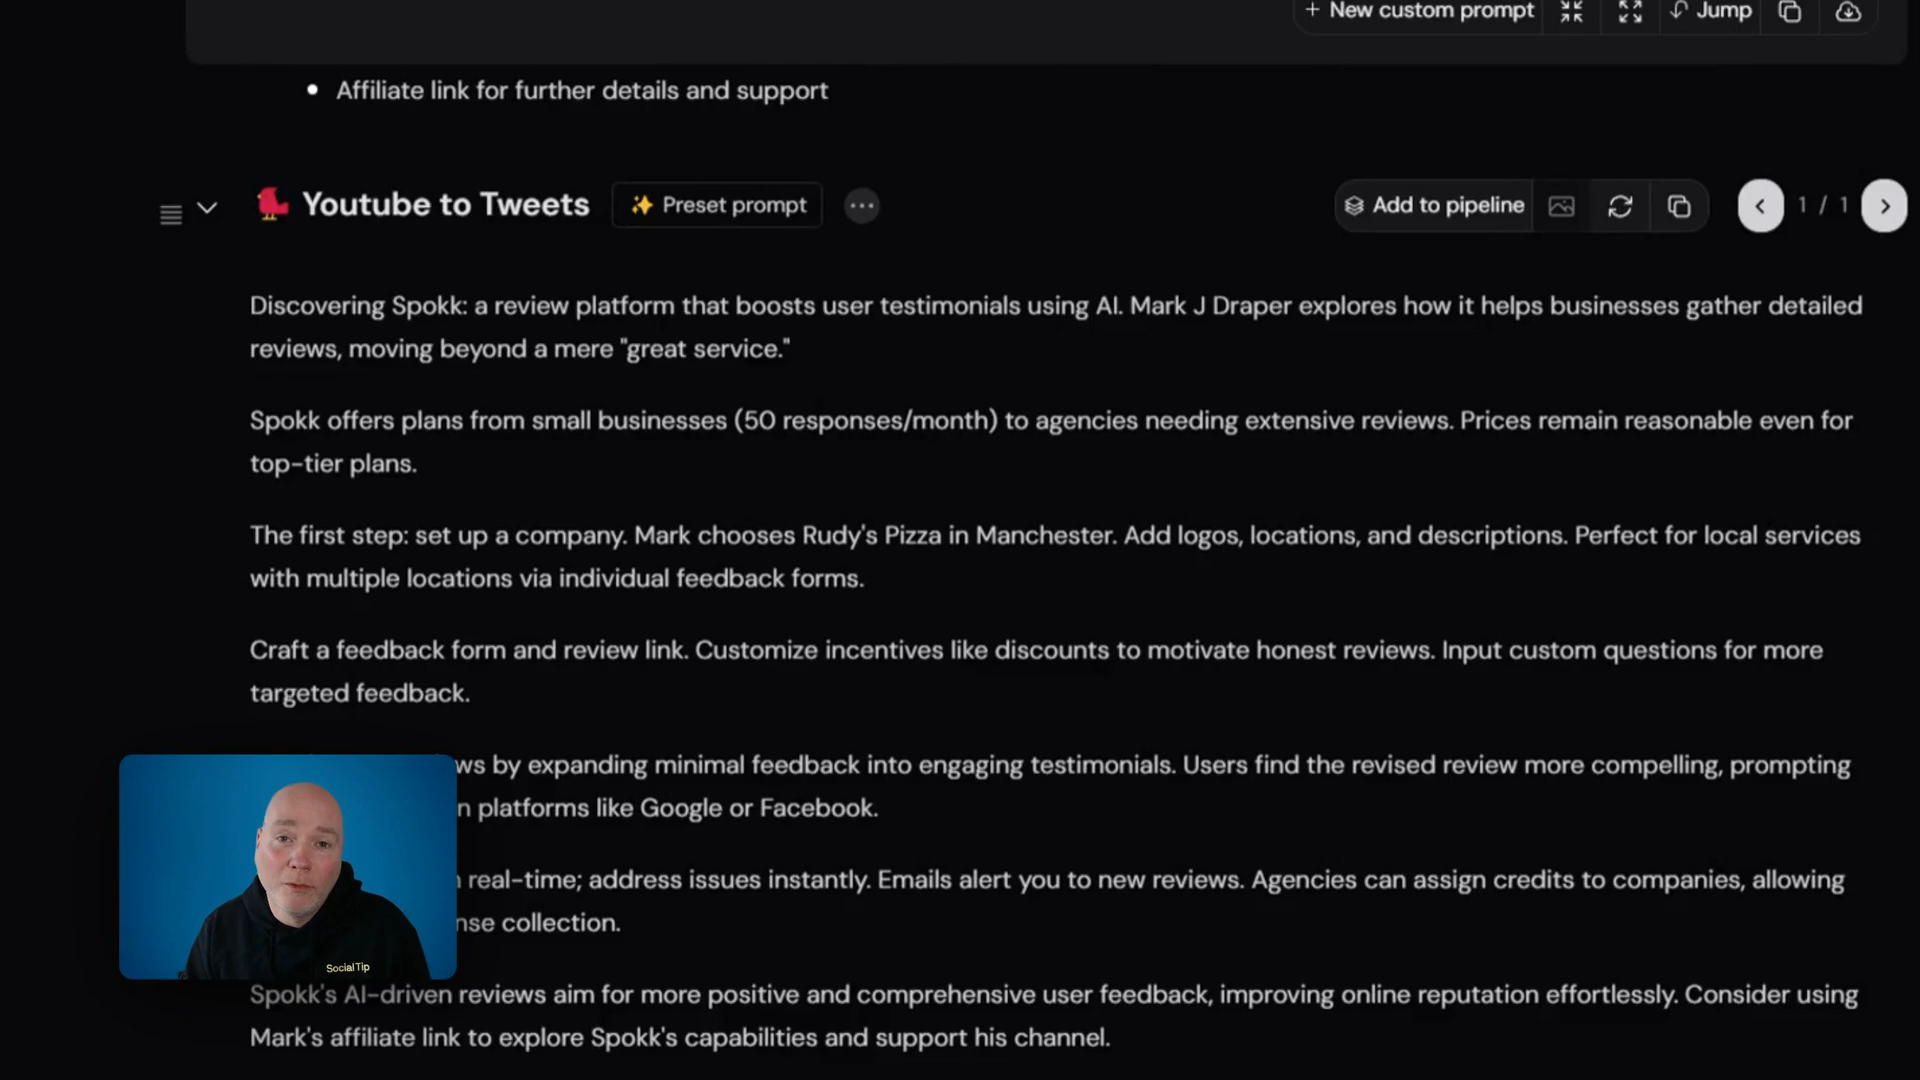 + New custom prompt
Jump
Affiliate link for further details and support
Youtube to Tweets
Preset prompt
Add to pipeline
1 / 1
Discovering Spokk: a review platform that boosts user testimonials using AI. Mark J Draper explores how it helps businesses gather detailed
reviews, moving beyond a mere "great service."
Spokk offers plans from small businesses (50 responses/month) to agencies needing extensive reviews. Prices remain reasonable even for
top-tier plans.
The first step: set up a company. Mark chooses Rudy's Pizza in Manchester. Add logos, locations, and descriptions. Perfect for local services
with multiple locations via individual feedback forms.
Craft a feedback form and review link. Customize incentives like discounts to motivate honest reviews. Input custom questions for more
targeted feedback.
by expanding minimal feedback into engaging testimonials. Users find the revised review more compelling, prompting
platforms like Google or Facebook.
real-time; address issues instantly. Emails alert you to new reviews. Agencies can assign credits to companies, allowing
collection.
Social Tip
Spokk's AI-driven reviews aim for more positive and comprehensive user feedback, improving online reputation effortlessly. Consider using
Mark's affiliate link to explore Spokk's capabilities and support his channel.